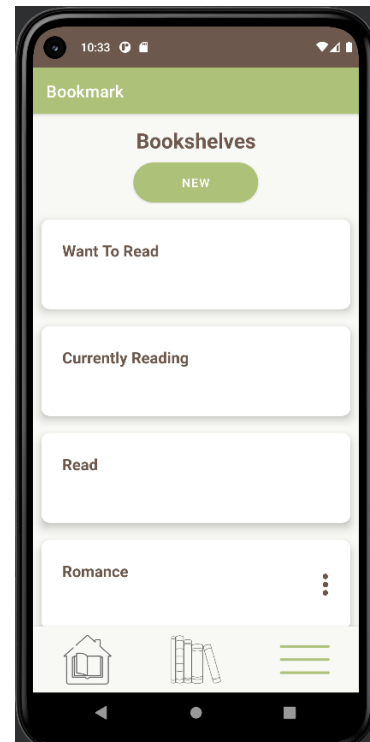 10:33
Bookmark
Bookshelves
NEW
Want To Read
Currently Reading
Read
Romance